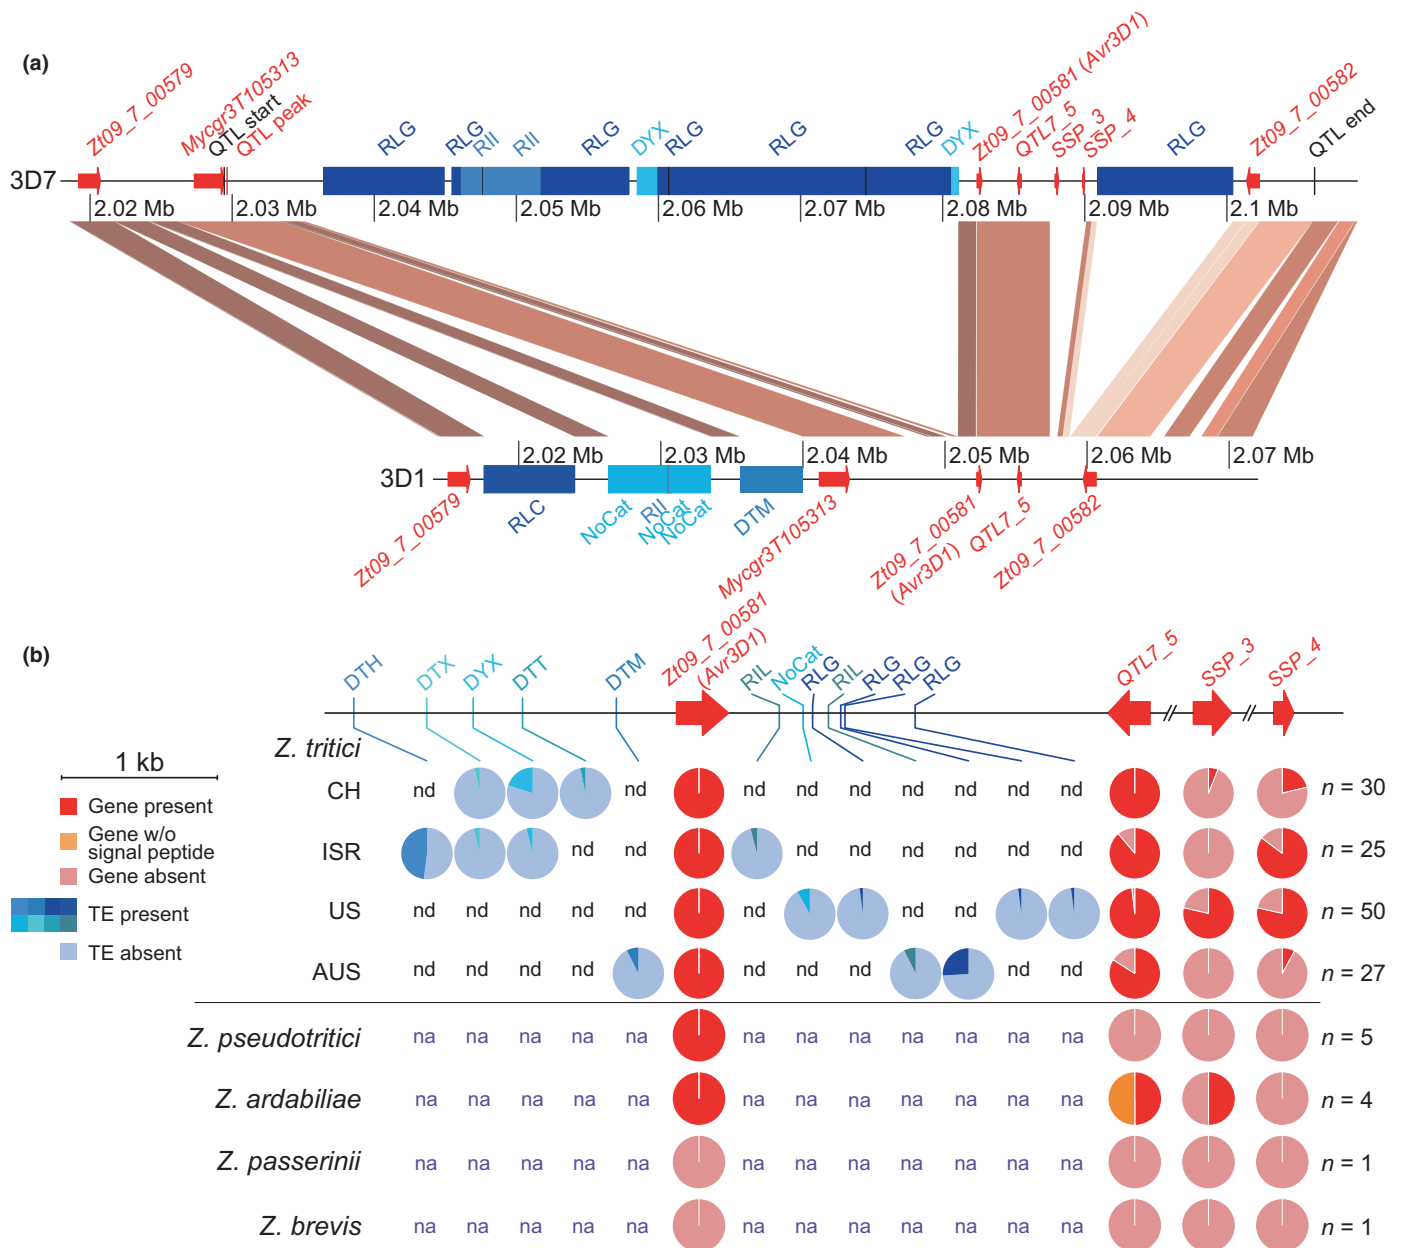 (a)
Zt09_7_00579
Mycgr3T105313
QTL start
QTL peak
RLG
RLG
RII
RII
RLG
DYX
RLG
RLG
RLG
DYX
Zt09_7_00581 (Avr3D1)
QTL7_5
SSP_3
SSP_4
RLG
Zt09_7_00582
QTL end
3D7
2.02 Mb
2.03 Mb
2.04 Mb
2.05 Mb
2.06 Mb
2.07 Mb
2.08 Mb
2.09 Mb
2.1 Mb
2.02 Mb
2.03 Mb
2.04 Mb
2.05 Mb
2.06 Mb
2.07 Mb
3D1
Zt09_7_00579
RLC
NoCat
RII
NoCat
NoCat
DTM
Mycgr3T105313
Zt09_7_00581
(Avr3D1)
QTL7_5
Zt09_7_00582
(b)
DTH
DTX
DYX
DTT
DTM
Zt09_7_00581
(Avr3D1)
RIL
NoCat
RLG
RIL
RLG
RLG
RLG
QTL7_5
SSP_3
SSP_4
Z. tritici
1 kb
Gene present
Gene w/o
signal peptide
Gene absent
TE present
TE absent
CH nd nd nd nd nd nd nd nd nd n = 30
ISR nd nd nd nd nd nd nd nd n = 25
US nd nd nd nd nd nd nd nd n = 50
AUS nd nd nd nd nd nd nd nd nd n = 27
Z. pseudotritici na na na na na na na na na na na na n = 5
Z. ardabiliae na na na na na na na na na na na na n = 4
Z. passerinii na na na na na na na na na na na na n = 1
Z. brevis na na na na na na na na na na na na n = 1